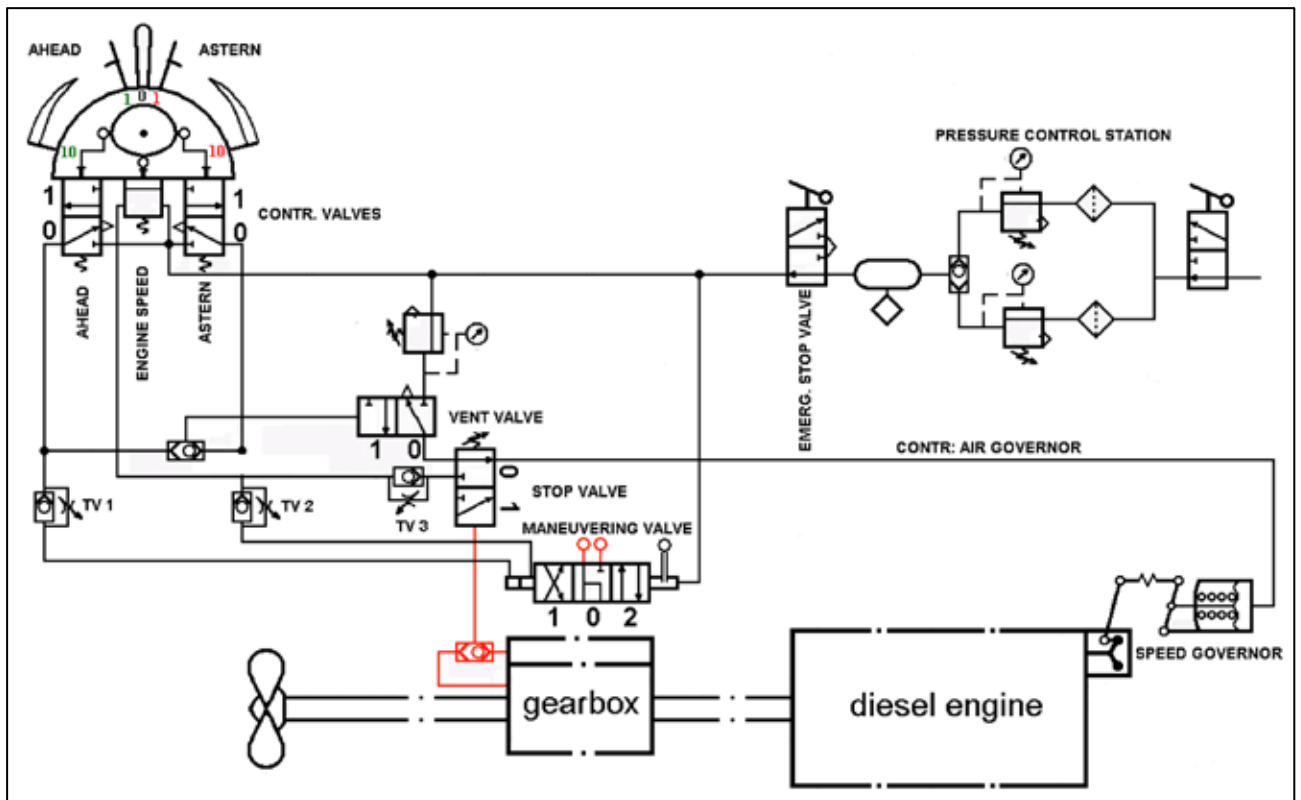 AHEAD
ASTERN
1 0 1
10
10
PRESSURE CONTROL STATION
1
1
CONTR. VALVES
0
0
AHEAD
ENGINE SPEED
ASTERN
EMERG. STOP VALVE
VENT VALVE
1 0
CONTR: AIR GOVERNOR
0
STOP VALVE
1
TV 1
TV 2
TV 3
MANEUVERING VALVE
1 0 2
SPEED GOVERNOR
gearbox
diesel engine